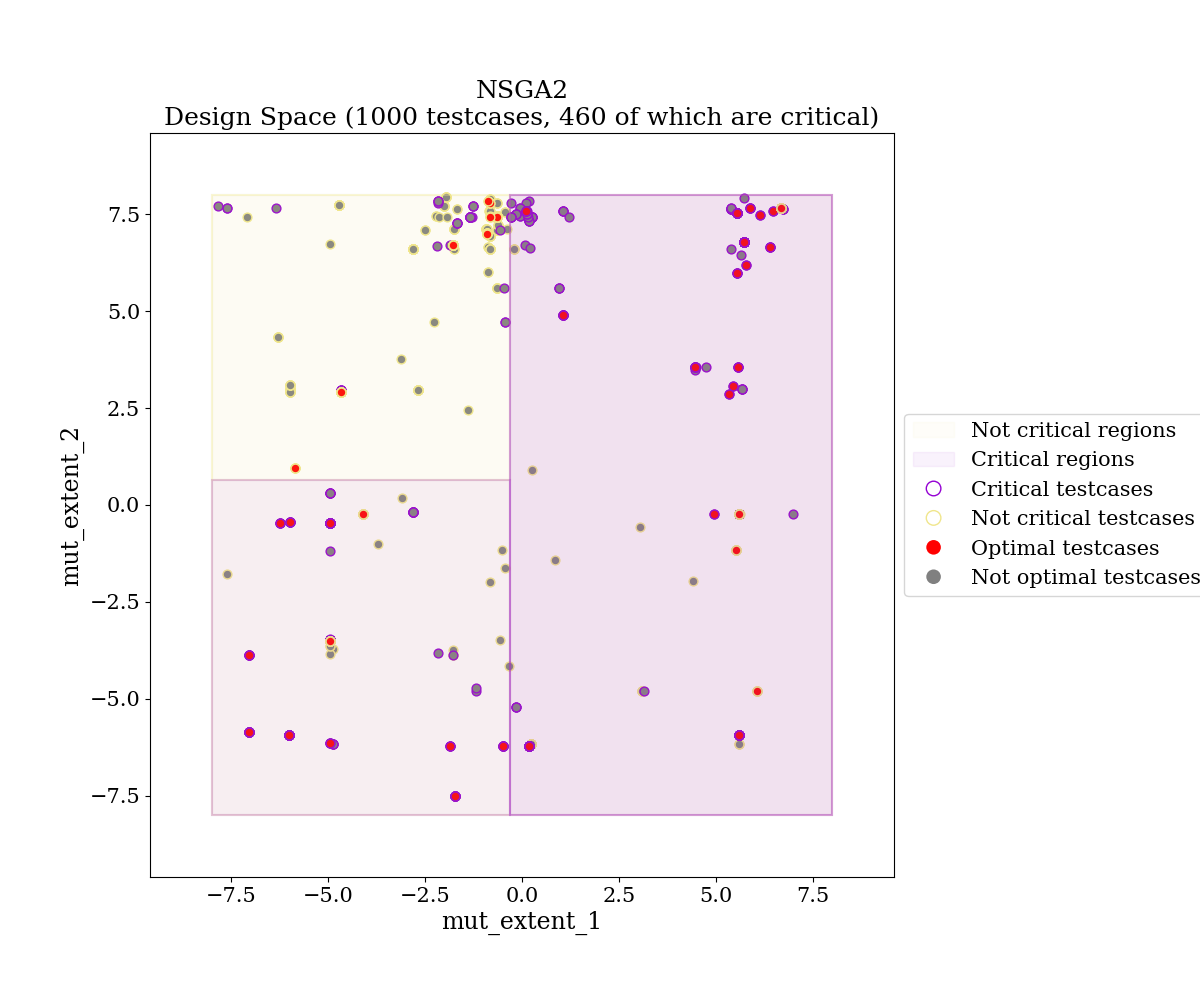 NSGA2
Design Space (1000 testcases, 460 of which are critical)
7.5
5.0
2.5
0.0
−2.5
−5.0
−7.5
mut_extent_2
−7.5
−5.0
−2.5
0.0
2.5
5.0
7.5
mut_extent_1
Not critical regions
Critical regions
Critical testcases
Not critical testcases
Optimal testcases
Not optimal testcases